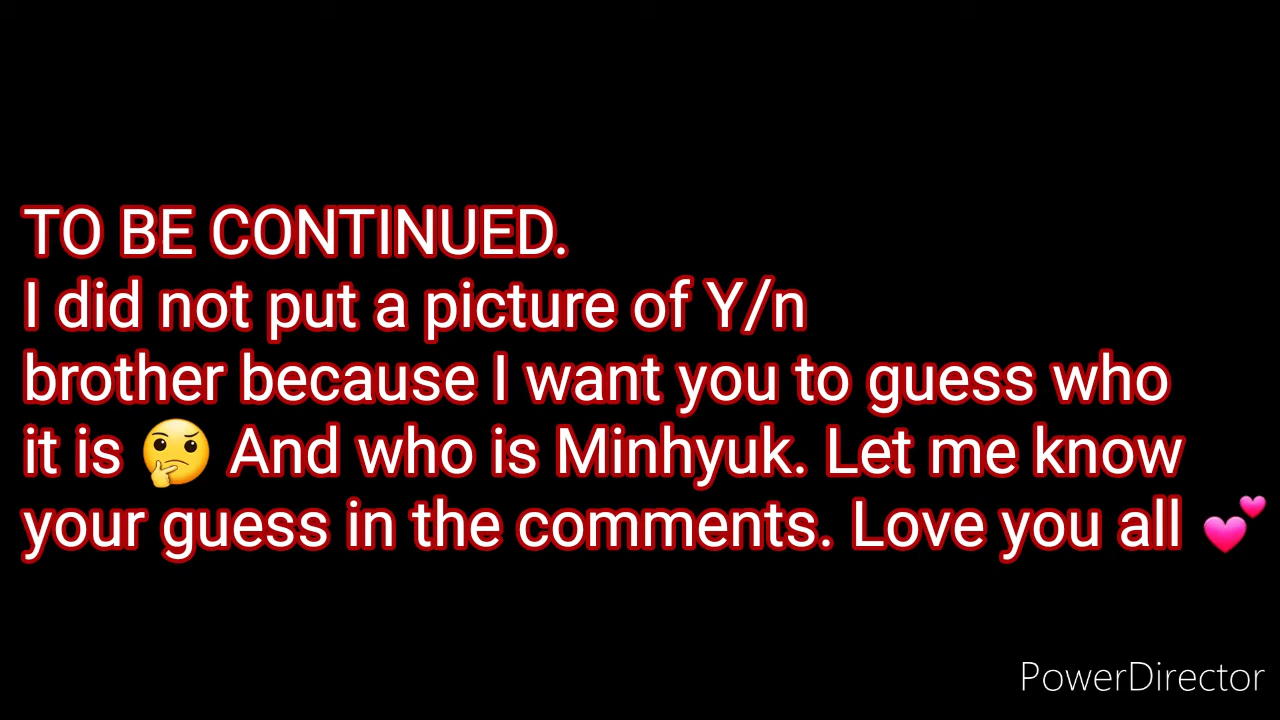 TO BE CONTINUED.
I did not put a picture of Y/n
brother because I want you to guess who
it is 🤔 And who is Minhyuk. Let me know
your guess in the comments. Love you all 💕
PowerDirector